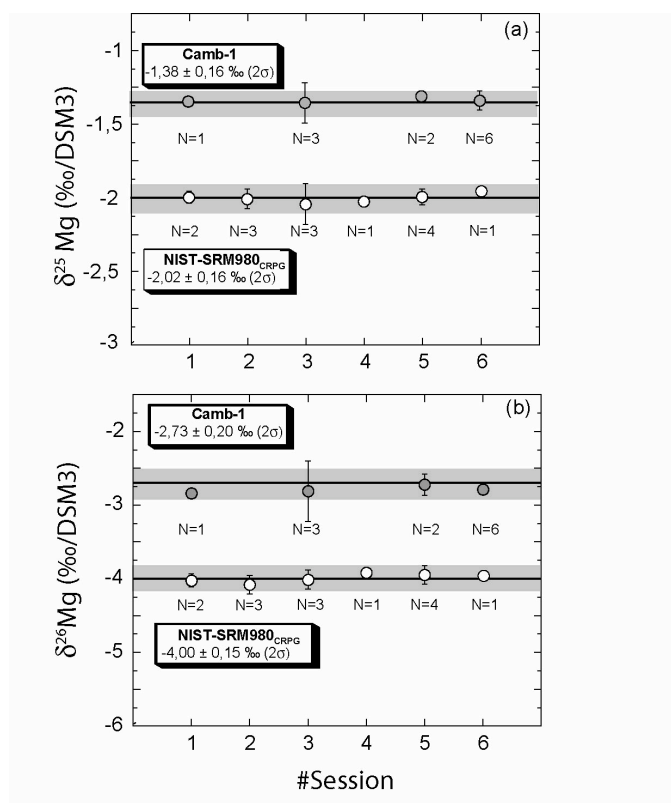 (a)
-1
Camb-1
-1,38 ± 0,16 ‰ (2σ)
-1,5
N=1 N=3 N=2 N=6
-2
N=2 N=3 N=3 N=1 N=4 N=1
NIST-SRM980CRPG
-2,02 ± 0,16 ‰ (2σ)
-2,5
-3
δ25 Mg (‰/DSM3)
1 2 3 4 5 6
(b)
Camb-1
-2,73 ± 0,20 ‰ (2σ)
-2
-3
N=1 N=3 N=2 N=6
-4
N=2 N=3 N=3 N=1 N=4 N=1
NIST-SRM980CRPG
-4,00 ± 0,15 ‰ (2σ)
-5
-6
δ26Mg (‰/DSM3)
1 2 3 4 5 6
#Session